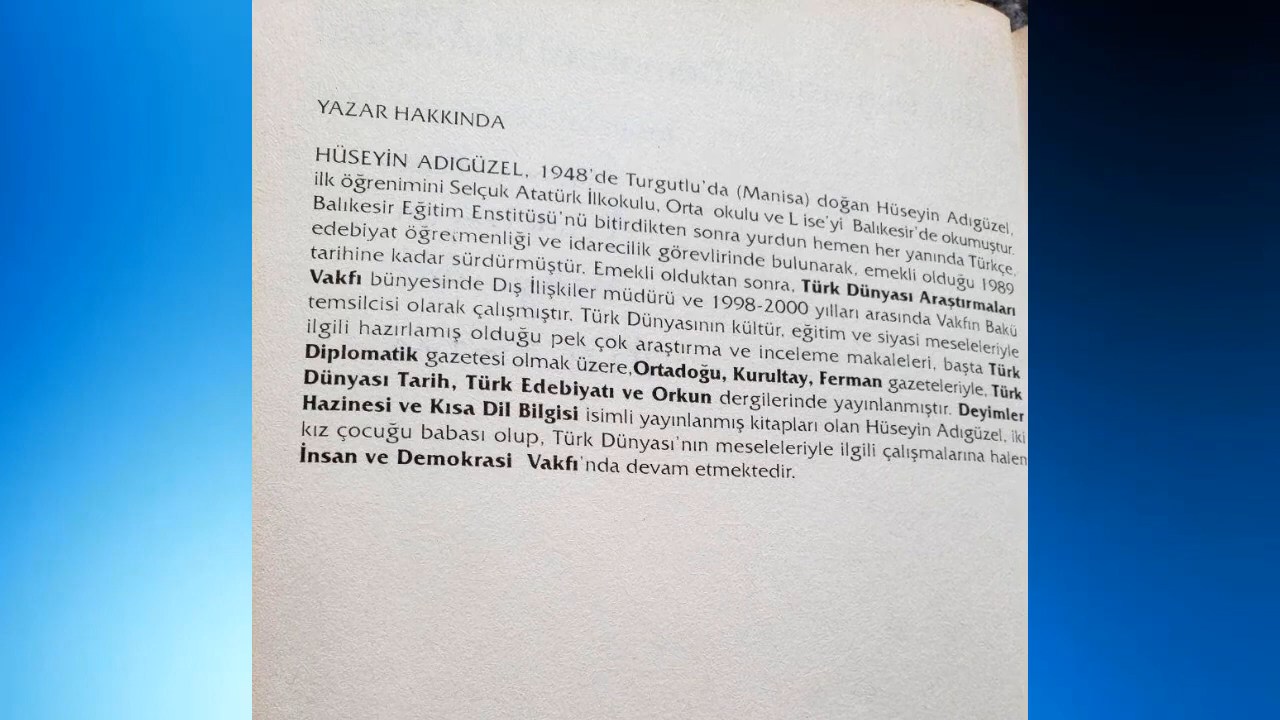 YAZAR HAKKINDA
HÜSEYİN ADIGÜZEL, 1948'de Turgutlu'da (Manisa) doğan Hüseyin Adıgüzel,
ilk öğrenimini Selçuk Atatürk İlkokulu, Orta okulu ve L ise'yi Balıkesir'de okumuştur.
Balıkesir Eğitim Enstitüsü'nü bitirdikten sonra yurdun hemen her yanında Türkçe,
edebiyat öğretmenliği ve idarecilik görevlirinde bulunarak, emekli olduğu 1989
tarihine kadar sürdürmüştür. Emekli olduktan sonra, Türk Dünyası Araştırmaları
Vakfı bünyesinde Dış İlişkiler müdürü ve 1998-2000 yılları arasında Vakfın Bakü
temsilcisi olarak çalışmıştır. Türk Dünyasının kültür, eğitim ve siyasi meseleleriyle
ilgili hazırlamış olduğu pek çok araştırma ve inceleme makaleleri, başta Türk
Diplomatik gazetesi olmak üzere,Ortadoğu, Kurultay, Ferman gazeteleriyle, Türk
Dünyası Tarih, Türk Edebiyatı ve Orkun dergilerinde yayınlanmıştır. Deyimler
Hazinesi ve Kısa Dil Bilgisi isimli yayınlanmış kitapları olan Hüseyin Adıgüzel, iki
kız çocuğu babası olup, Türk Dünyası'nın meseleleriyle ilgili çalışmalarına halen
İnsan ve Demokrasi Vakfı'nda devam etmektedir.